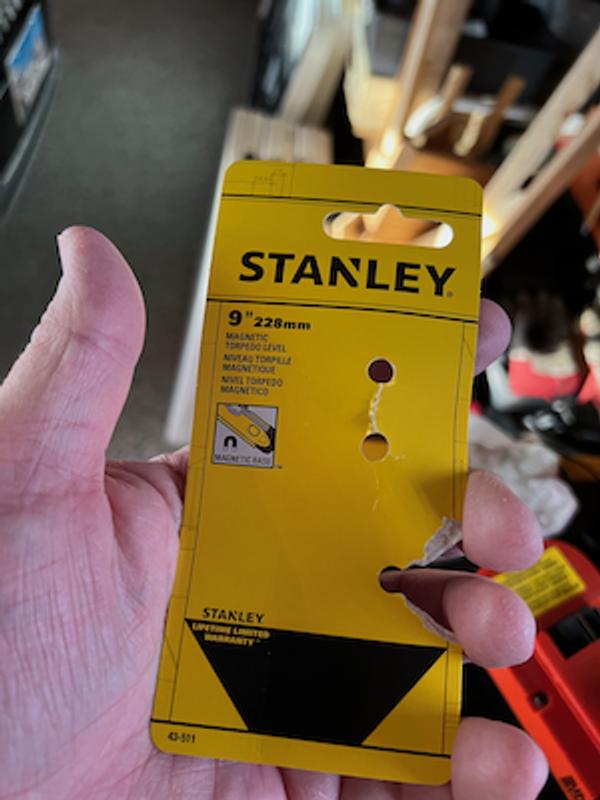 STANLEY®
9" 228mm
MAGNETIC
TORPEDO LEVEL
NIVEAU TORPILLE
MAGNÉTIQUE
NIVEL TORPEDO
MAGNÉTICO
MAGNETIC BASE
STANLEY
LIFETIME LIMITED
WARRANTY
43-511